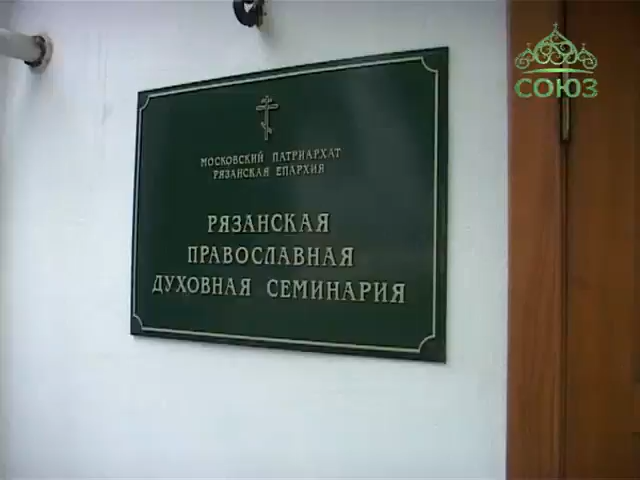 СОЮЗ
МОСКОВСКИЙ ПАТРИАРХАТ
РЯЗАНСКАЯ ЕПАРХИЯ
РЯЗАНСКАЯ
ПРАВОСЛАВНАЯ
ДУХОВНАЯ СЕМИНАРИЯ